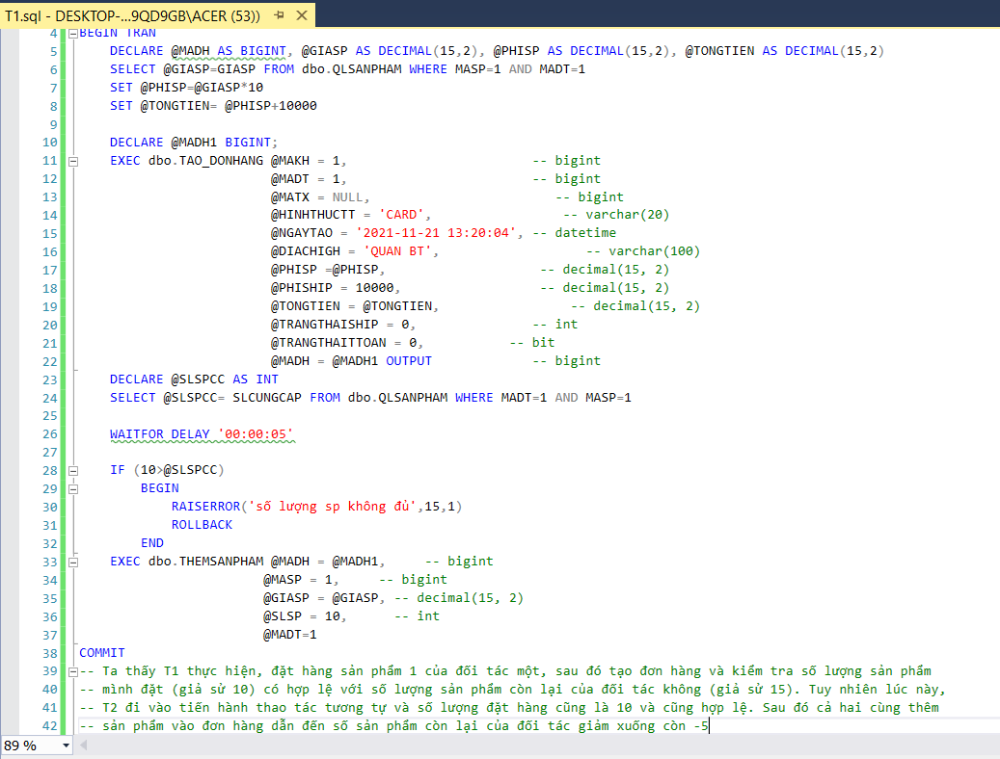 T1.sql - DESKTOP-...9QD9GB\ACER (53))
4 BEGIN TRAN
5 DECLARE @MADH AS BIGINT, @GIASP AS DECIMAL(15,2), @PHISP AS DECIMAL(15,2), @TONGTIEN AS DECIMAL(15,2)
6 SELECT @GIASP=GIASP FROM dbo.QLSANPHAM WHERE MASP=1 AND MADT=1
7 SET @PHISP=@GIASP*10
8 SET @TONGTIEN= @PHISP+10000
9
10 DECLARE @MADH1 BIGINT;
11 EXEC dbo.TAO_DONHANG @MAKH = 1, -- bigint
12 @MADT = 1, -- bigint
13 @MATX = NULL, -- bigint
14 @HINHTHUCTT = 'CARD', -- varchar(20)
15 @NGAYTAO = '2021-11-21 13:20:04', -- datetime
16 @DIACHIGH = 'QUAN BT', -- varchar(100)
17 @PHISP =@PHISP, -- decimal(15, 2)
18 @PHISHIP = 10000, -- decimal(15, 2)
19 @TONGTIEN = @TONGTIEN, -- decimal(15, 2)
20 @TRANGTHAISHIP = 0, -- int
21 @TRANGTHAITTOAN = 0, -- bit
22 @MADH = @MADH1 OUTPUT -- bigint
23 DECLARE @SLSPCC AS INT
24 SELECT @SLSPCC= SLCUNGCAP FROM dbo.QLSANPHAM WHERE MADT=1 AND MASP=1
25
26 WAITFOR DELAY '00:00:05'
27
28 IF (10>@SLSPCC)
29 BEGIN
30 RAISERROR('số lượng sp không đủ',15,1)
31 ROLLBACK
32 END
33 EXEC dbo.THEMSANPHAM @MADH = @MADH1, -- bigint
34 @MASP = 1, -- bigint
35 @GIASP = @GIASP, -- decimal(15, 2)
36 @SLSP = 10, -- int
37 @MADT=1
38 COMMIT
39 -- Ta thấy T1 thực hiện, đặt hàng sản phẩm 1 của đối tác một, sau đó tạo đơn hàng và kiểm tra số lượng sản phẩm
40 -- mình đặt (giả sử 10) có hợp lệ với số lượng sản phẩm còn lại của đối tác không (giả sử 15). Tuy nhiên lúc này,
41 -- T2 đi vào tiến hành thao tác tương tự và số lượng đặt hàng cũng là 10 và cũng hợp lệ. Sau đó cả hai cùng thêm
42 -- sản phẩm vào đơn hàng dẫn đến số sản phẩm còn lại của đối tác giảm xuống còn -5
89 %